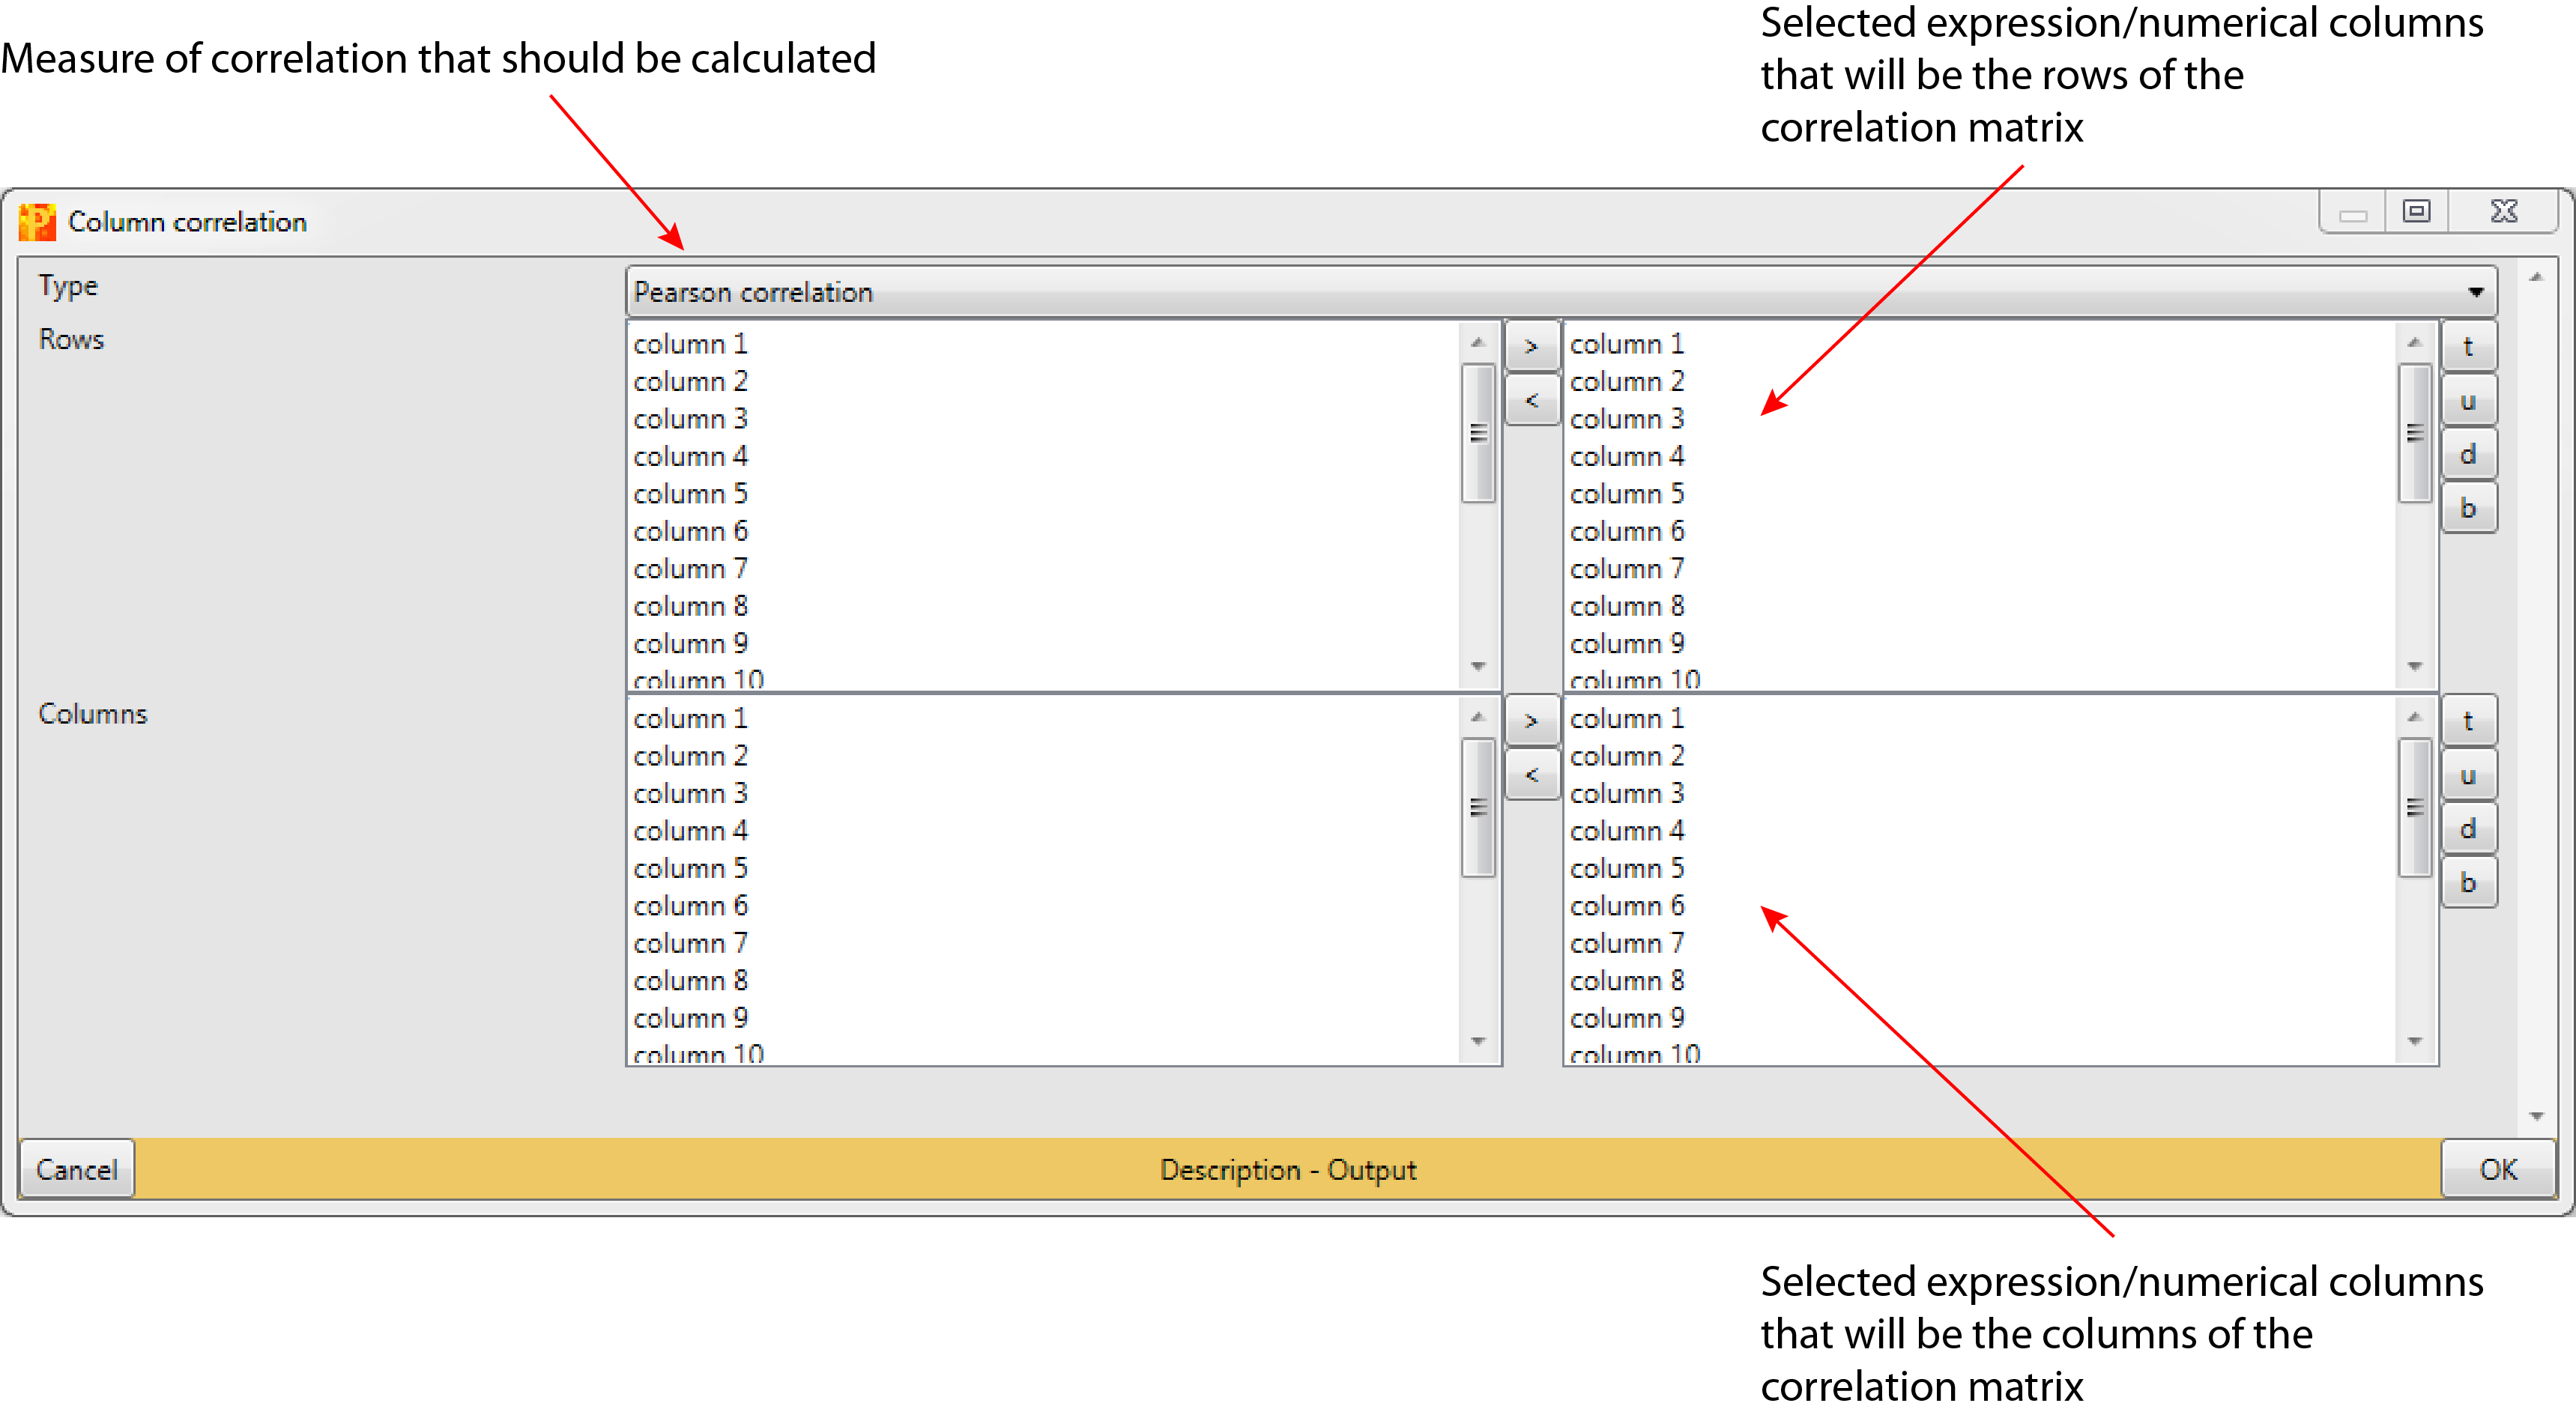 Measure of correlation that should be calculated
Selected expression/numerical columns
that will be the rows of the
correlation matrix
P Column correlation
Type
Pearson correlation
Rows
column 1
column 2
column 3
column 4
column 5
column 6
column 7
column 8
column 9
column 10
>
<
column 1
column 2
column 3
column 4
column 5
column 6
column 7
column 8
column 9
column 10
t
u
d
b
Columns
column 1
column 2
column 3
column 4
column 5
column 6
column 7
column 8
column 9
column 10
>
<
column 1
column 2
column 3
column 4
column 5
column 6
column 7
column 8
column 9
column 10
t
u
d
b
Cancel
Description - Output
OK
Selected expression/numerical columns
that will be the columns of the
correlation matrix